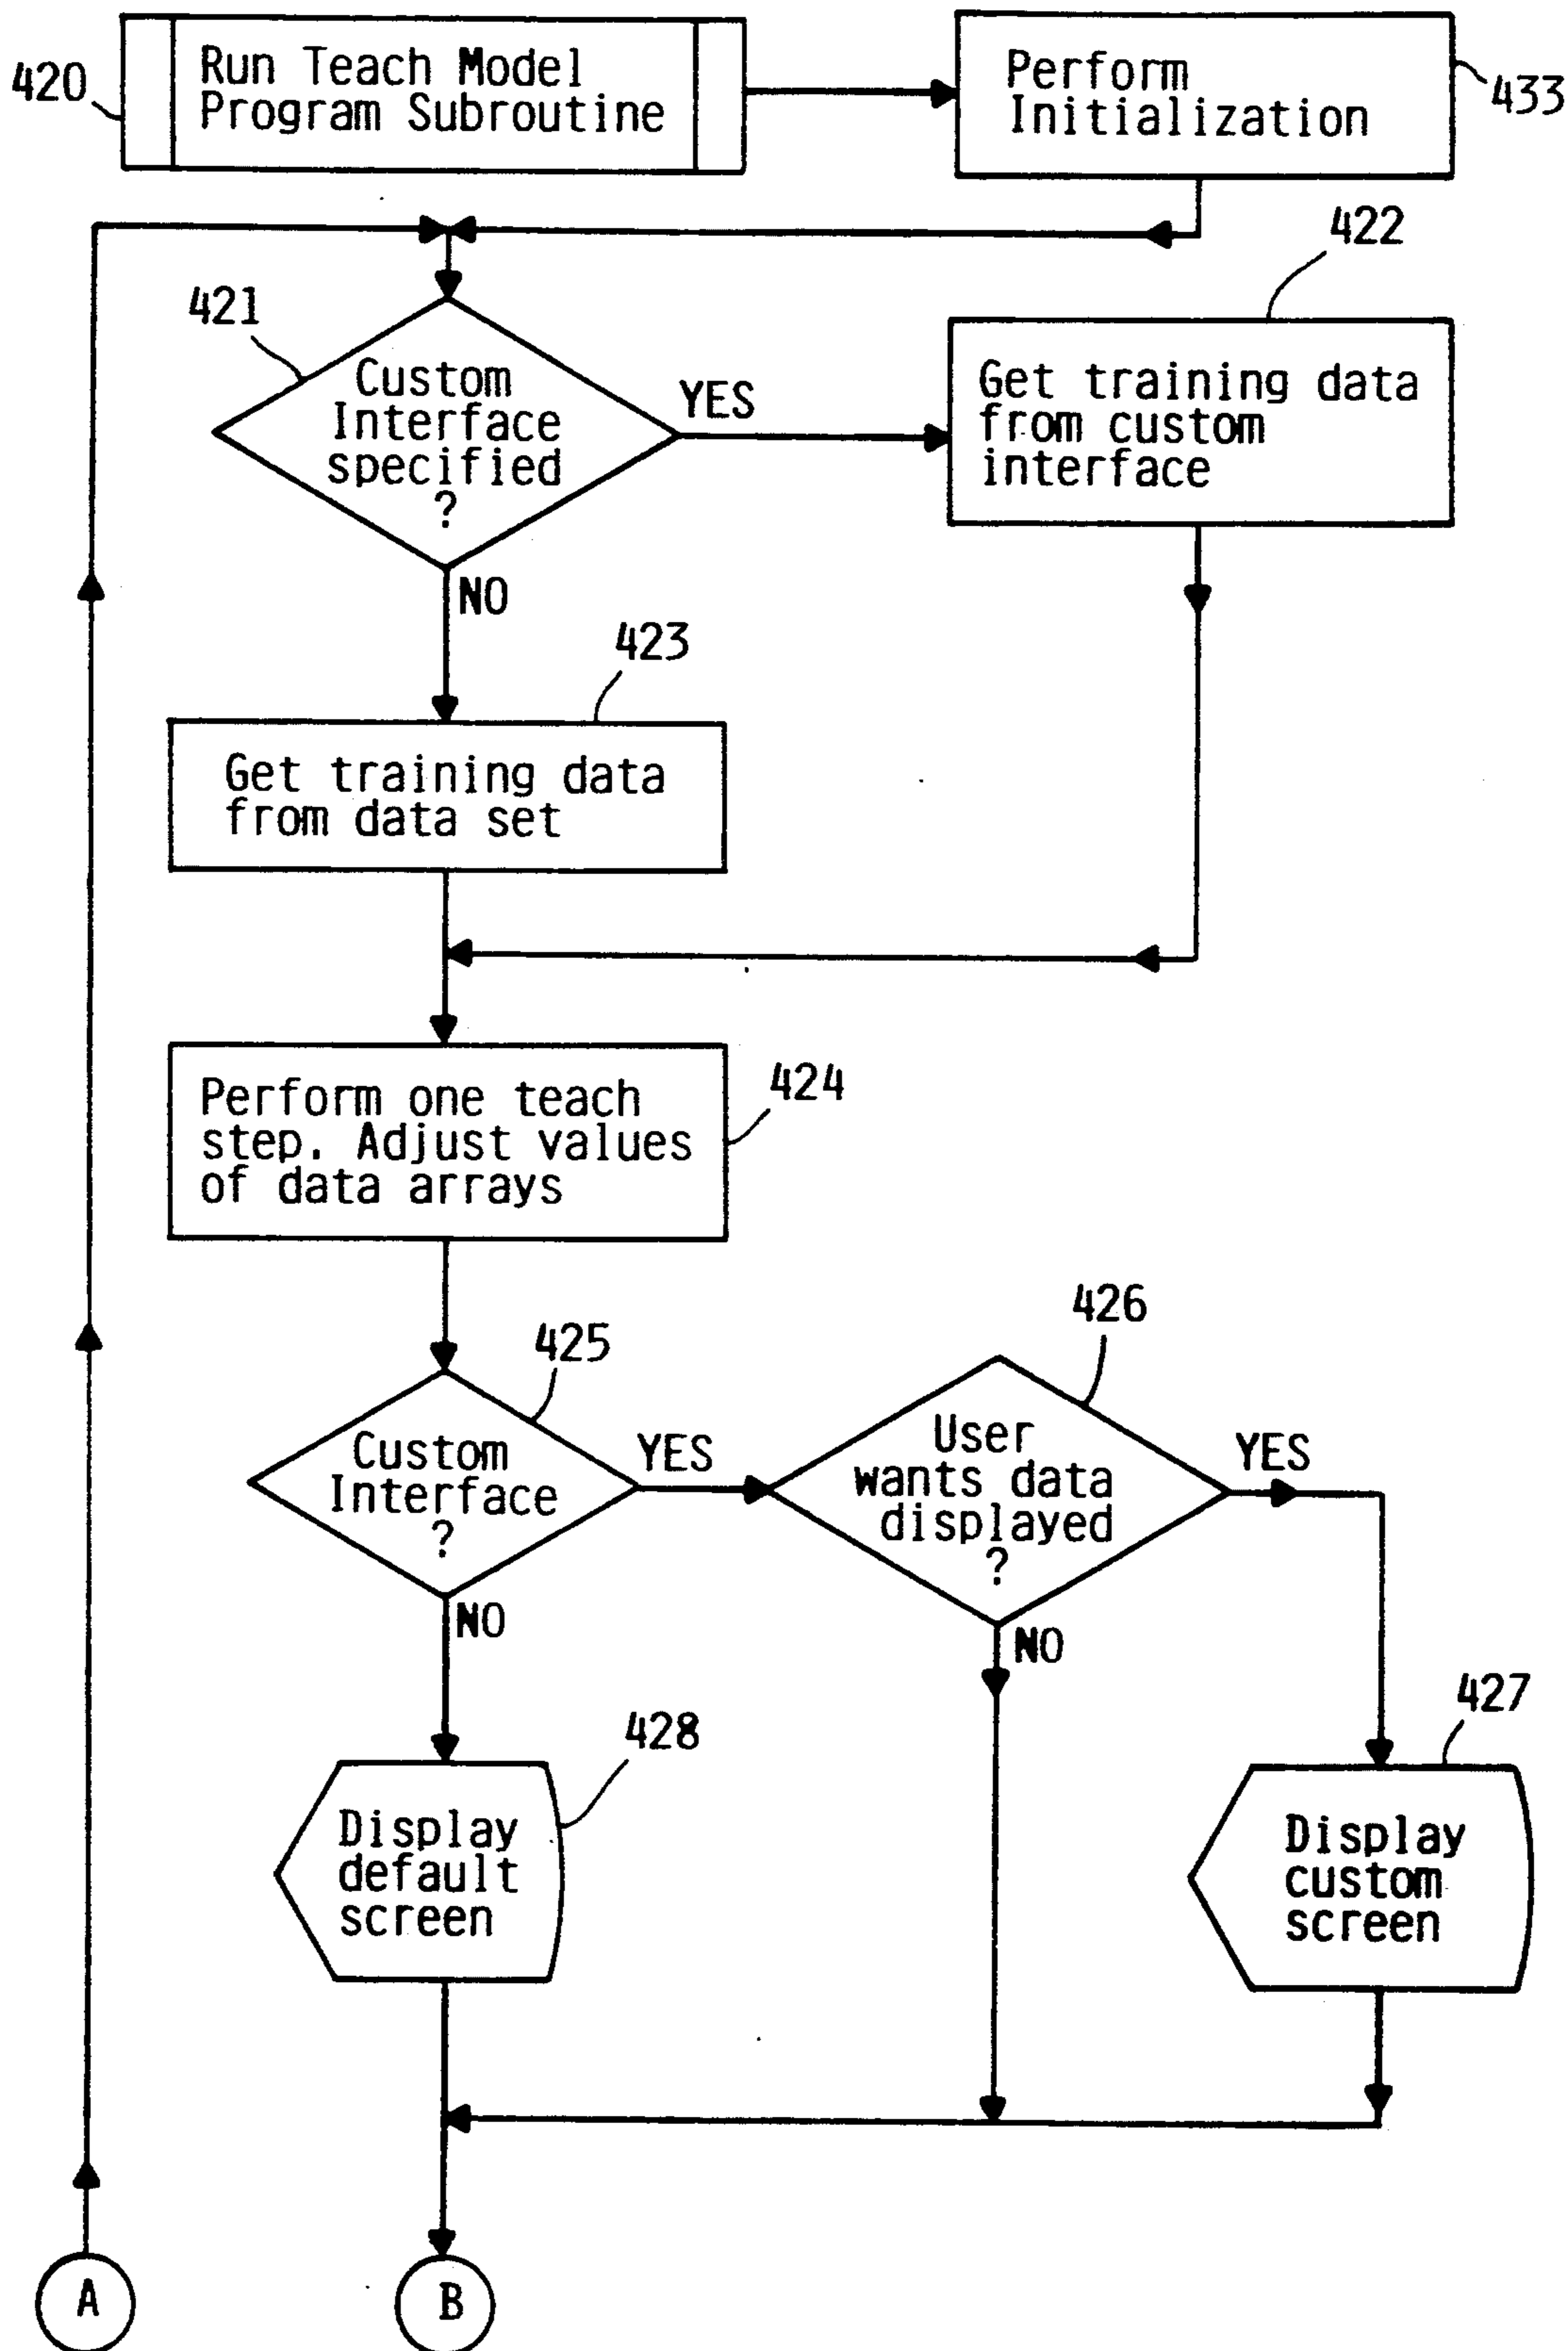 420
Run Teach Model
Program Subroutine
Perform
Initialization
433
421
Custom
Interface
specified
?
YES
422
Get training data
from custom
interface
NO
423
Get training data
from data set
Perform one teach
step. Adjust values
of data arrays
424
425
Custom
Interface
?
YES
426
User
wants data
displayed
?
YES
NO
NO
428
Display
default
screen
427
Display
custom
screen
A
B